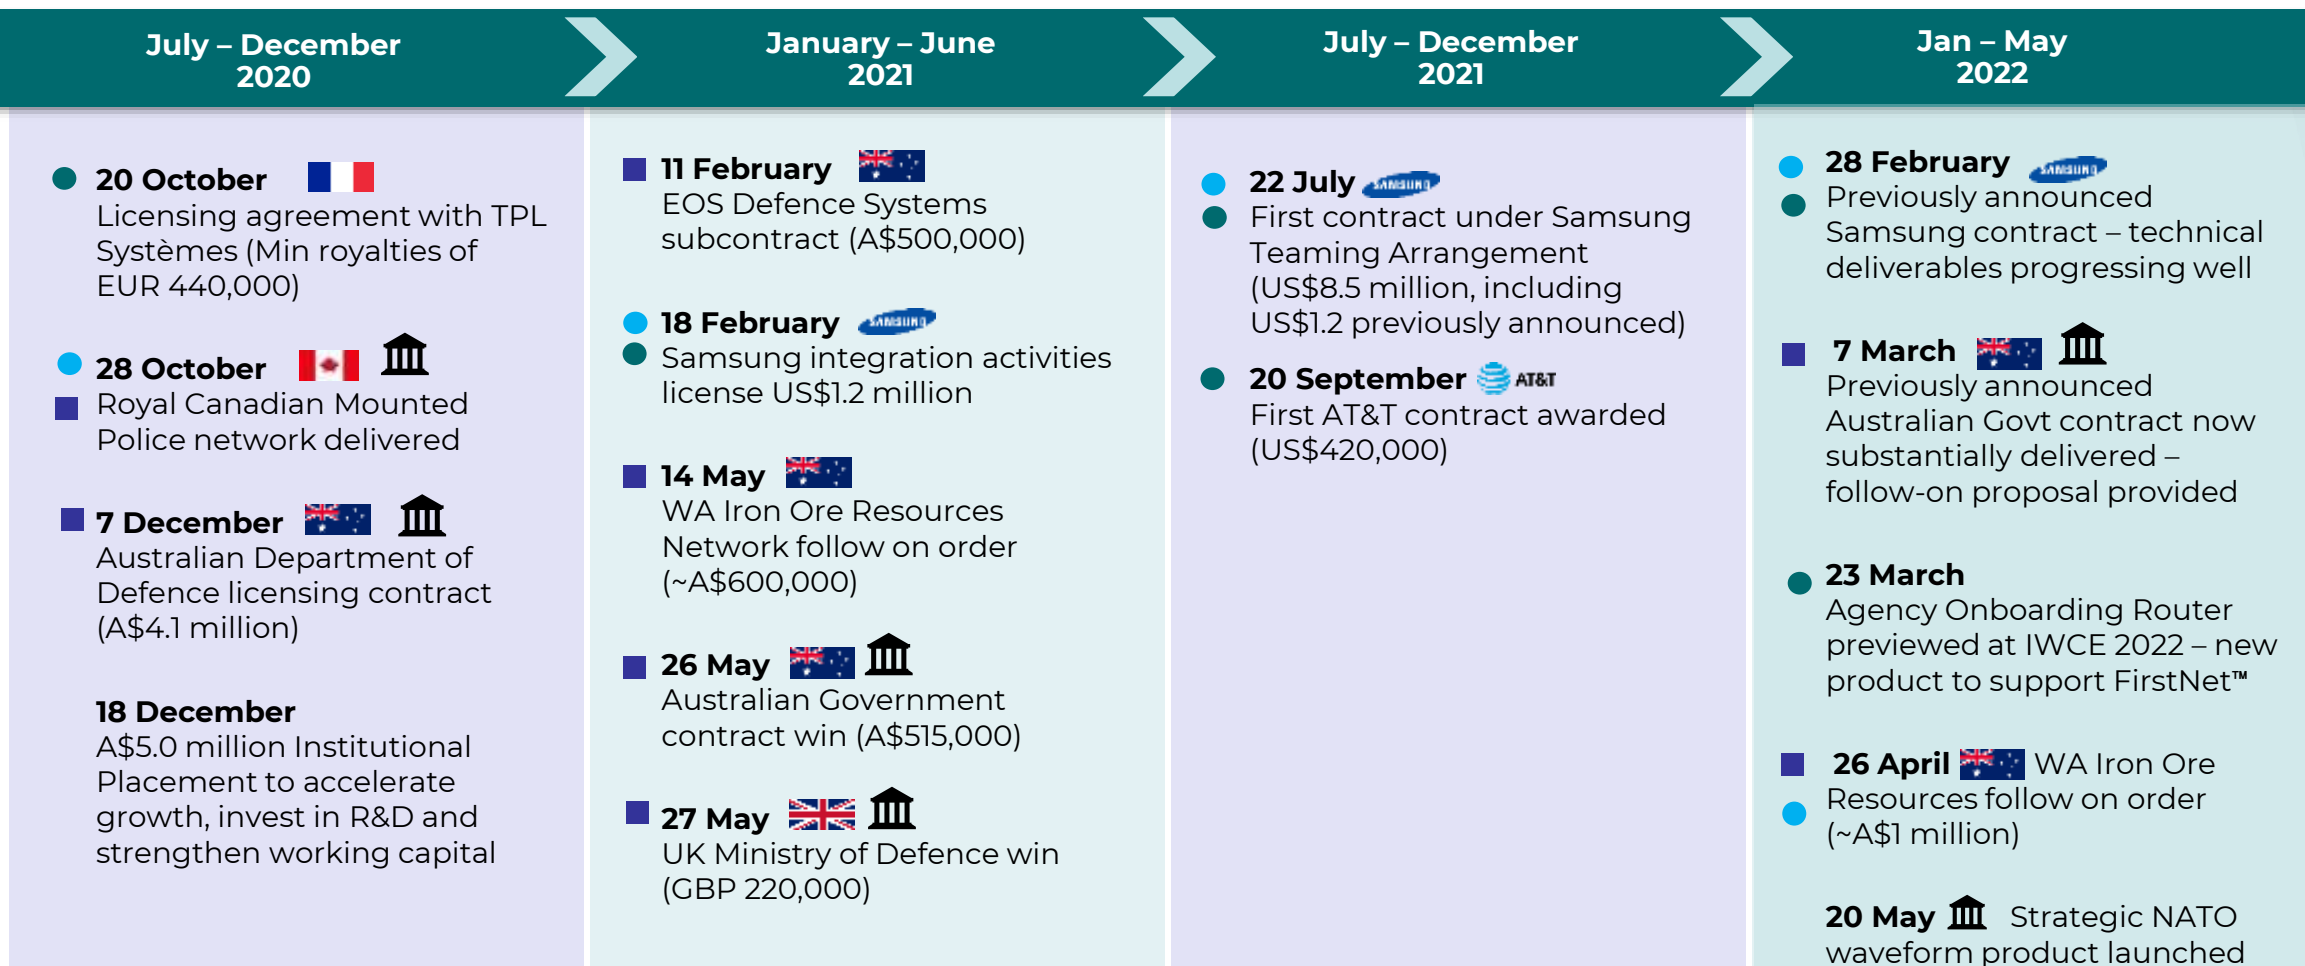 July – December
2020
January – June
2021
July – December
2021
Jan – May
2022
20 October
Licensing agreement with TPL
Systèmes (Min royalties of
EUR 440,000)
28 October
Royal Canadian Mounted
Police network delivered
7 December
Australian Department of
Defence licensing contract
(A$4.1 million)
18 December
A$5.0 million Institutional
Placement to accelerate
growth, invest in R&D and
strengthen working capital
11 February
EOS Defence Systems
subcontract (A$500,000)
18 February SAMSUNG
Samsung integration activities
license US$1.2 million
14 May
WA Iron Ore Resources
Network follow on order
(~A$600,000)
26 May
Australian Government
contract win (A$515,000)
27 May
UK Ministry of Defence win
(GBP 220,000)
22 July SAMSUNG
First contract under Samsung
Teaming Arrangement
(US$8.5 million, including
US$1.2 previously announced)
20 September AT&T
First AT&T contract awarded
(US$420,000)
28 February SAMSUNG
Previously announced
Samsung contract – technical
deliverables progressing well
7 March
Previously announced
Australian Govt contract now
substantially delivered –
follow-on proposal provided
23 March
Agency Onboarding Router
previewed at IWCE 2022 – new
product to support FirstNet™
26 April WA Iron Ore
Resources follow on order
(~A$1 million)
20 May Strategic NATO
waveform product launched